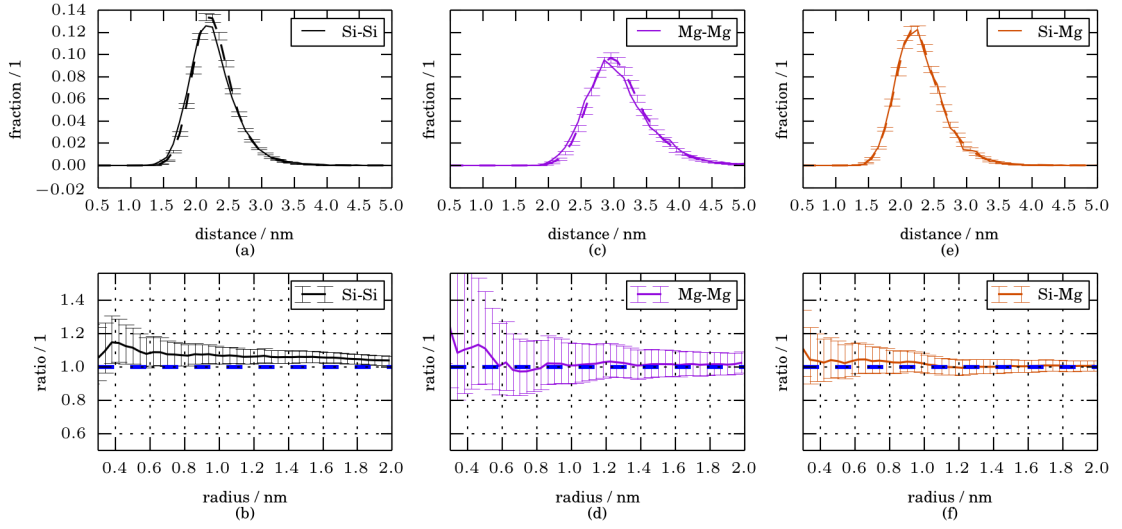 0.14
0.12
0.10
0.08
0.06
0.04
0.02
0.00
−0.02
fraction / 1
Si-Si
0.5 1.0 1.5 2.0 2.5 3.0 3.5 4.0 4.5 5.0
distance / nm
(a)
fraction / 1
Mg-Mg
0.5 1.0 1.5 2.0 2.5 3.0 3.5 4.0 4.5 5.0
distance / nm
(c)
fraction / 1
Si-Mg
0.5 1.0 1.5 2.0 2.5 3.0 3.5 4.0 4.5 5.0
distance / nm
(e)
1.4
1.2
1.0
0.8
0.6
ratio / 1
Si-Si
0.4 0.6 0.8 1.0 1.2 1.4 1.6 1.8 2.0
radius / nm
(b)
ratio / 1
Mg-Mg
0.4 0.6 0.8 1.0 1.2 1.4 1.6 1.8 2.0
radius / nm
(d)
ratio / 1
Si-Mg
0.4 0.6 0.8 1.0 1.2 1.4 1.6 1.8 2.0
radius / nm
(f)